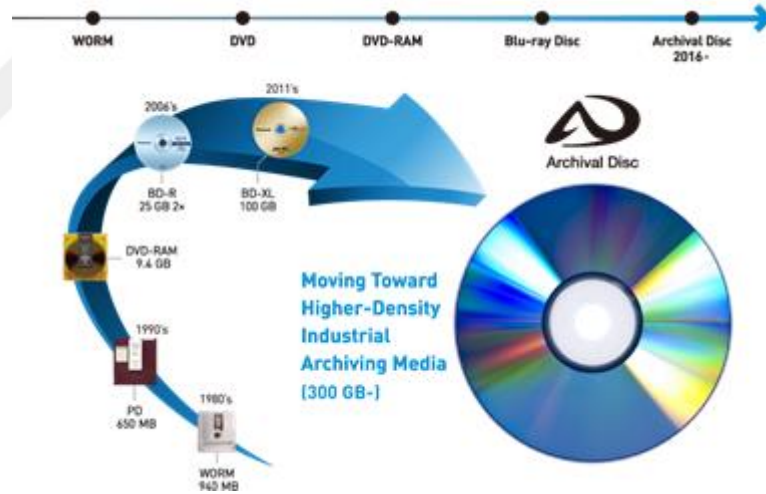 WORM
DVD
DVD-RAM
Blu-ray Disc
Archival Disc
2016-
2006's
2011's
BD-R
25 GB 2×
BD-XL
100 GB
Archival Disc
DVD-RAM
9.4 GB
Moving Toward
Higher-Density
Industrial
Archiving Media
(300 GB-)
1990's
PD
650 MB
1980's
WORM
940 MB